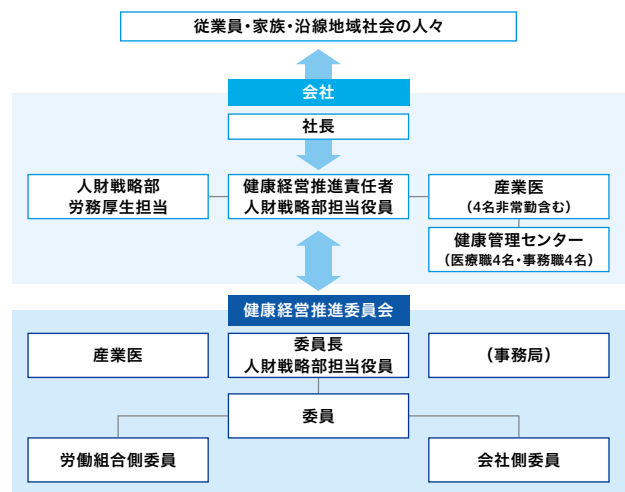 従業員・家族・沿線地域社会の人々
会社
社長
人財戦略部
労務厚生担当
健康経営推進責任者
人財戦略部担当役員
産業医
（4名非常勤含む）
健康管理センター
（医療職4名・事務職4名）
健康経営推進委員会
産業医
委員長
人財戦略部担当役員
（事務局）
委員
労働組合側委員
会社側委員